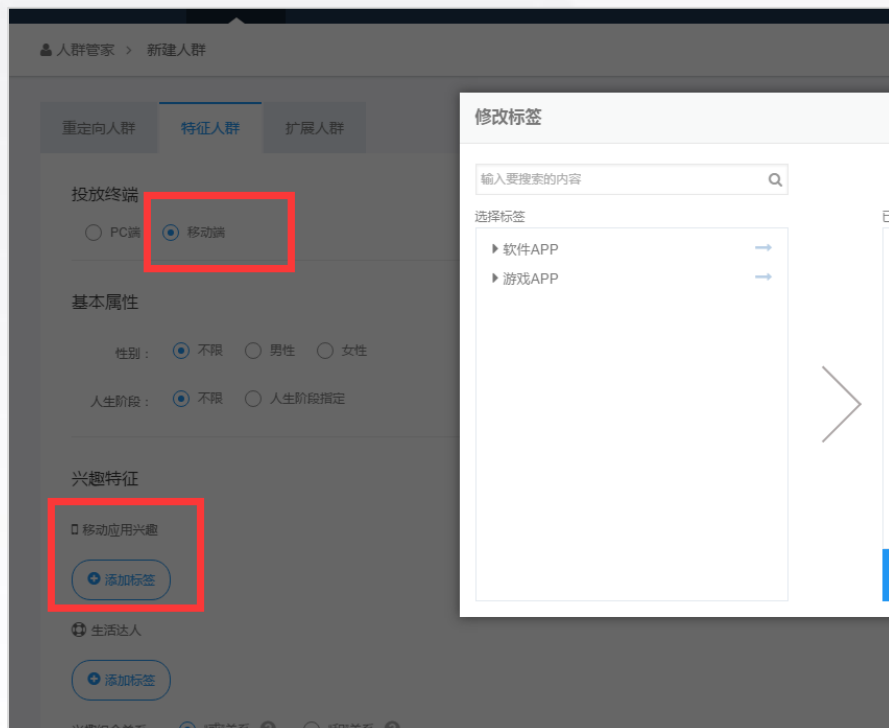 人群管家 > 新建人群
重定向人群 特征人群 扩展人群
投放终端
PC端 移动端
基本属性
性别: 不限 男性 女性
人生阶段: 不限 人生阶段指定
兴趣特征
移动应用兴趣
添加标签
生活达人
添加标签
修改标签
输入要搜索的内容
选择标签
软件APP
游戏APP